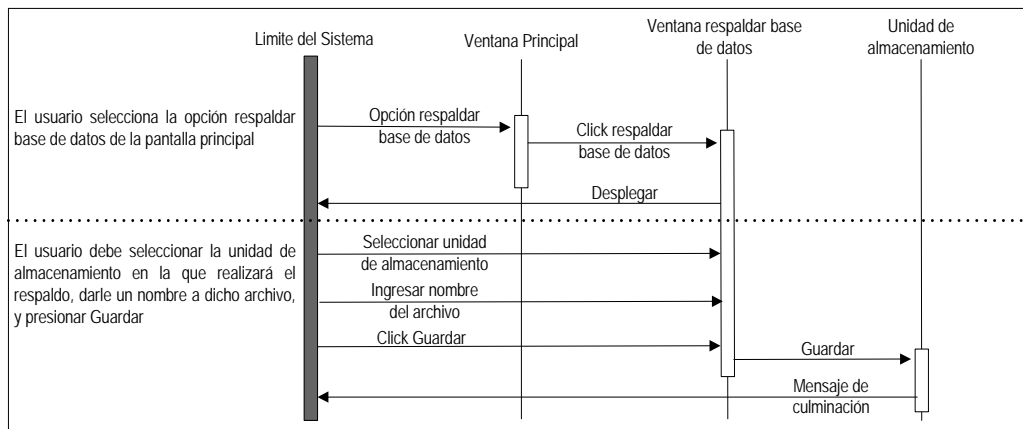 Limite del Sistema
Ventana Principal
Ventana respaldar base
de datos
Unidad de
almacenamiento
El usuario selecciona la opción respaldar
base de datos de la pantalla principal
Opción respaldar
base de datos
Click respaldar
base de datos
Desplegar
El usuario debe seleccionar la unidad de
almacenamiento en la que realizará el
respaldo, darle un nombre a dicho archivo,
y presionar Guardar
Seleccionar unidad
de almacenamiento
Ingresar nombre
del archivo
Click Guardar
Guardar
Mensaje de
culminación